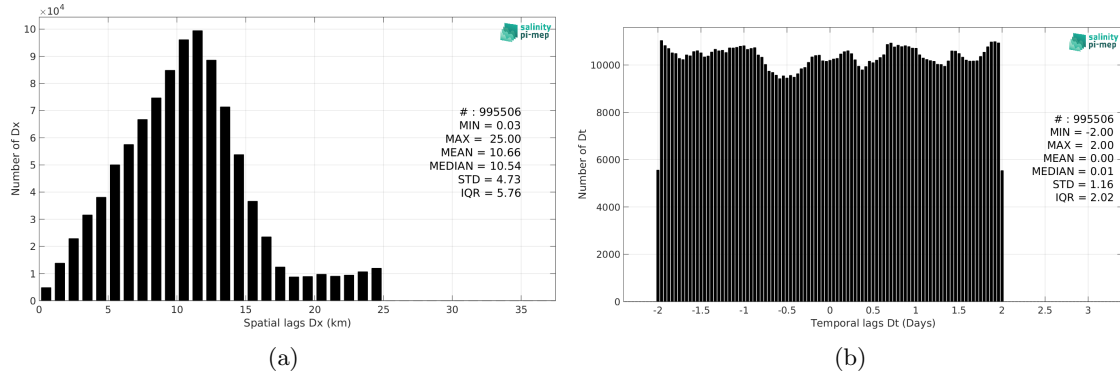 ×10⁴
10
9
8
7
6
5
4
3
2
1
0
Number of Dx
0 5 10 15 20 25 30 35
Spatial lags Dx (km)
salinity
pi-mep
# : 995506
MIN = 0.03
MAX = 25.00
MEAN = 10.66
MEDIAN = 10.54
STD = 4.73
IQR = 5.76
(a)
10000
8000
6000
4000
2000
0
Number of Dt
-2 -1.5 -1 -0.5 0 0.5 1 1.5 2 2.5 3
Temporal lags Dt (Days)
salinity
pi-mep
# : 995506
MIN = -2.00
MAX = 2.00
MEAN = 0.00
MEDIAN = 0.01
STD = 1.16
IQR = 2.02
(b)